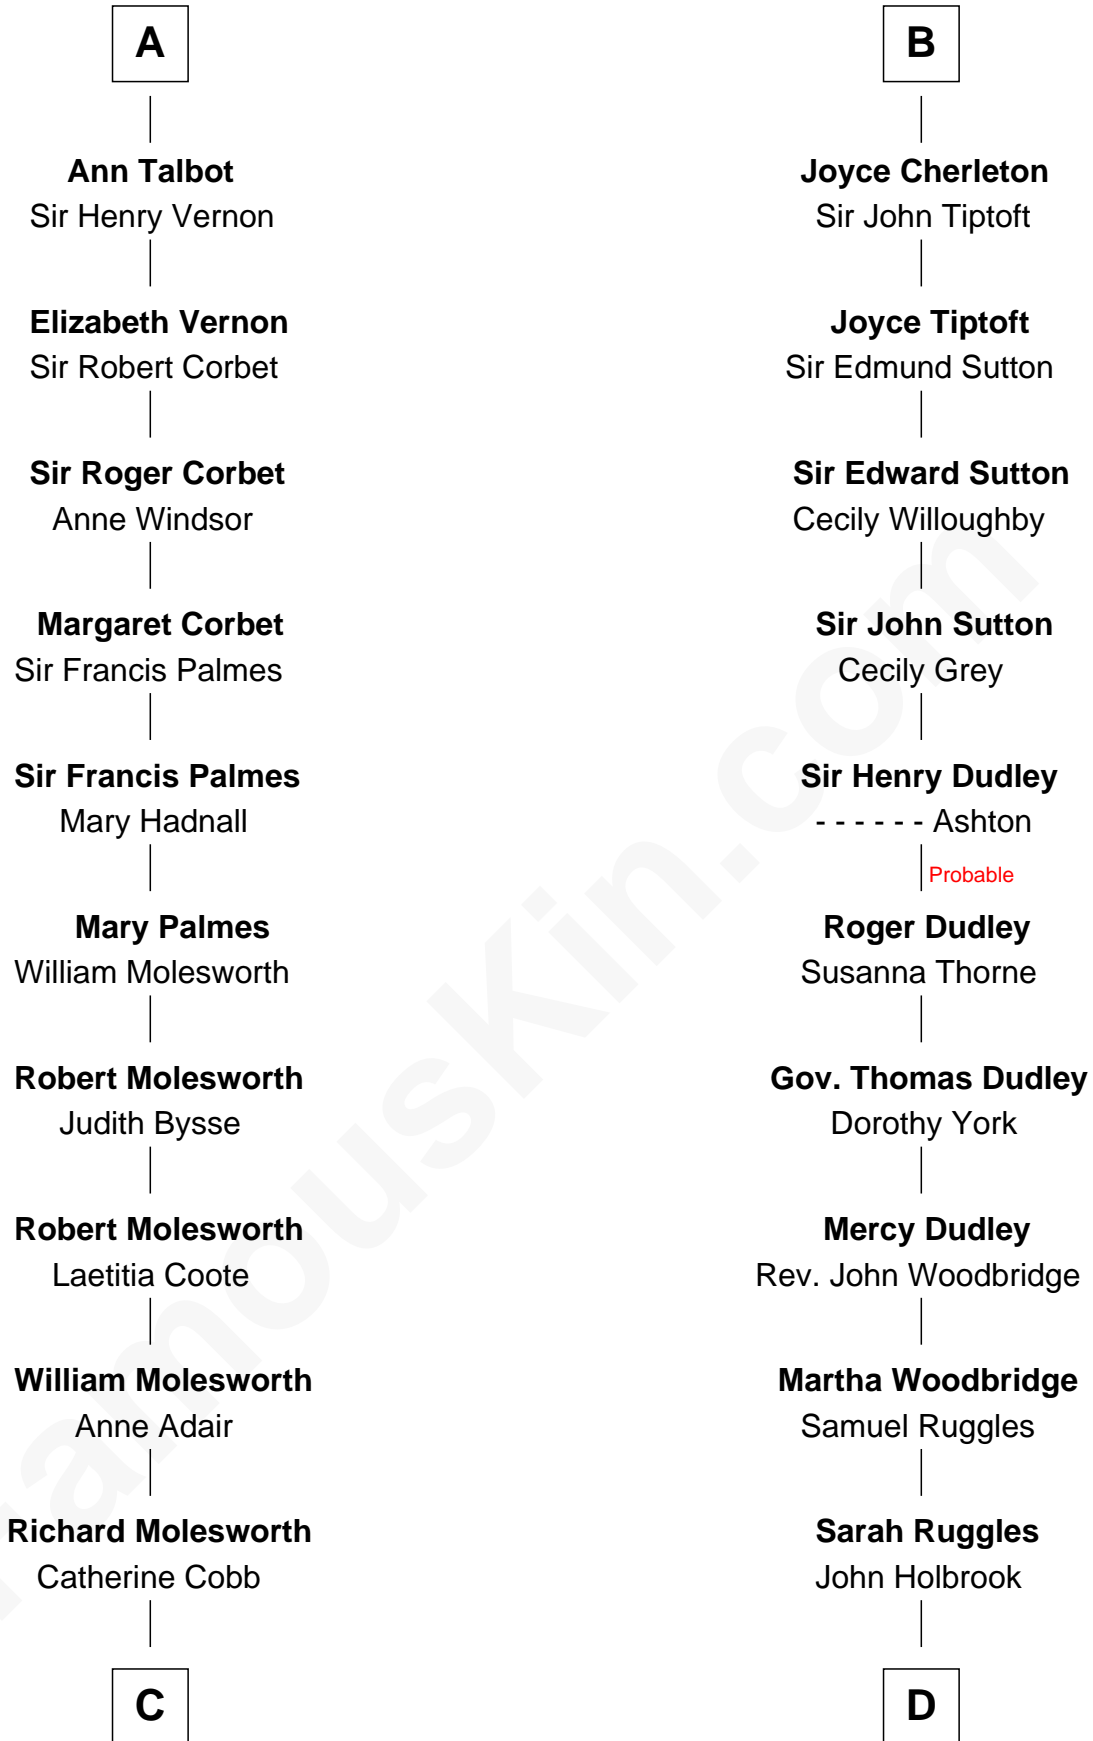 A
Ann Talbot
Sir Henry Vernon
Elizabeth Vernon
Sir Robert Corbet
Sir Roger Corbet
Anne Windsor
Margaret Corbet
Sir Francis Palmes
Sir Francis Palmes
Mary Hadnall
Mary Palmes
William Molesworth
Robert Molesworth
Judith Bysse
Robert Molesworth
Laetitia Coote
William Molesworth
Anne Adair
Richard Molesworth
Catherine Cobb
C
B
Joyce Cherleton
Sir John Tiptoft
Joyce Tiptoft
Sir Edmund Sutton
Sir Edward Sutton
Cecily Willoughby
Sir John Sutton
Cecily Grey
Sir Henry Dudley
- - - - - - Ashton
Probable
Roger Dudley
Susanna Thorne
Gov. Thomas Dudley
Dorothy York
Mercy Dudley
Rev. John Woodbridge
Martha Woodbridge
Samuel Ruggles
Sarah Ruggles
John Holbrook
D
FamousKin.com